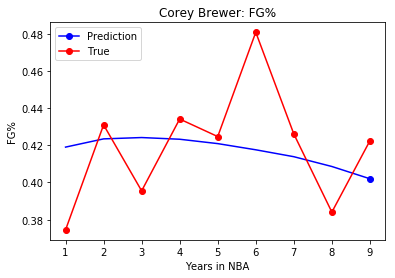 Corey Brewer: FG%
Prediction
True
FG%
0.48
0.46
0.44
0.42
0.40
0.38
1 2 3 4 5 6 7 8 9
Years in NBA